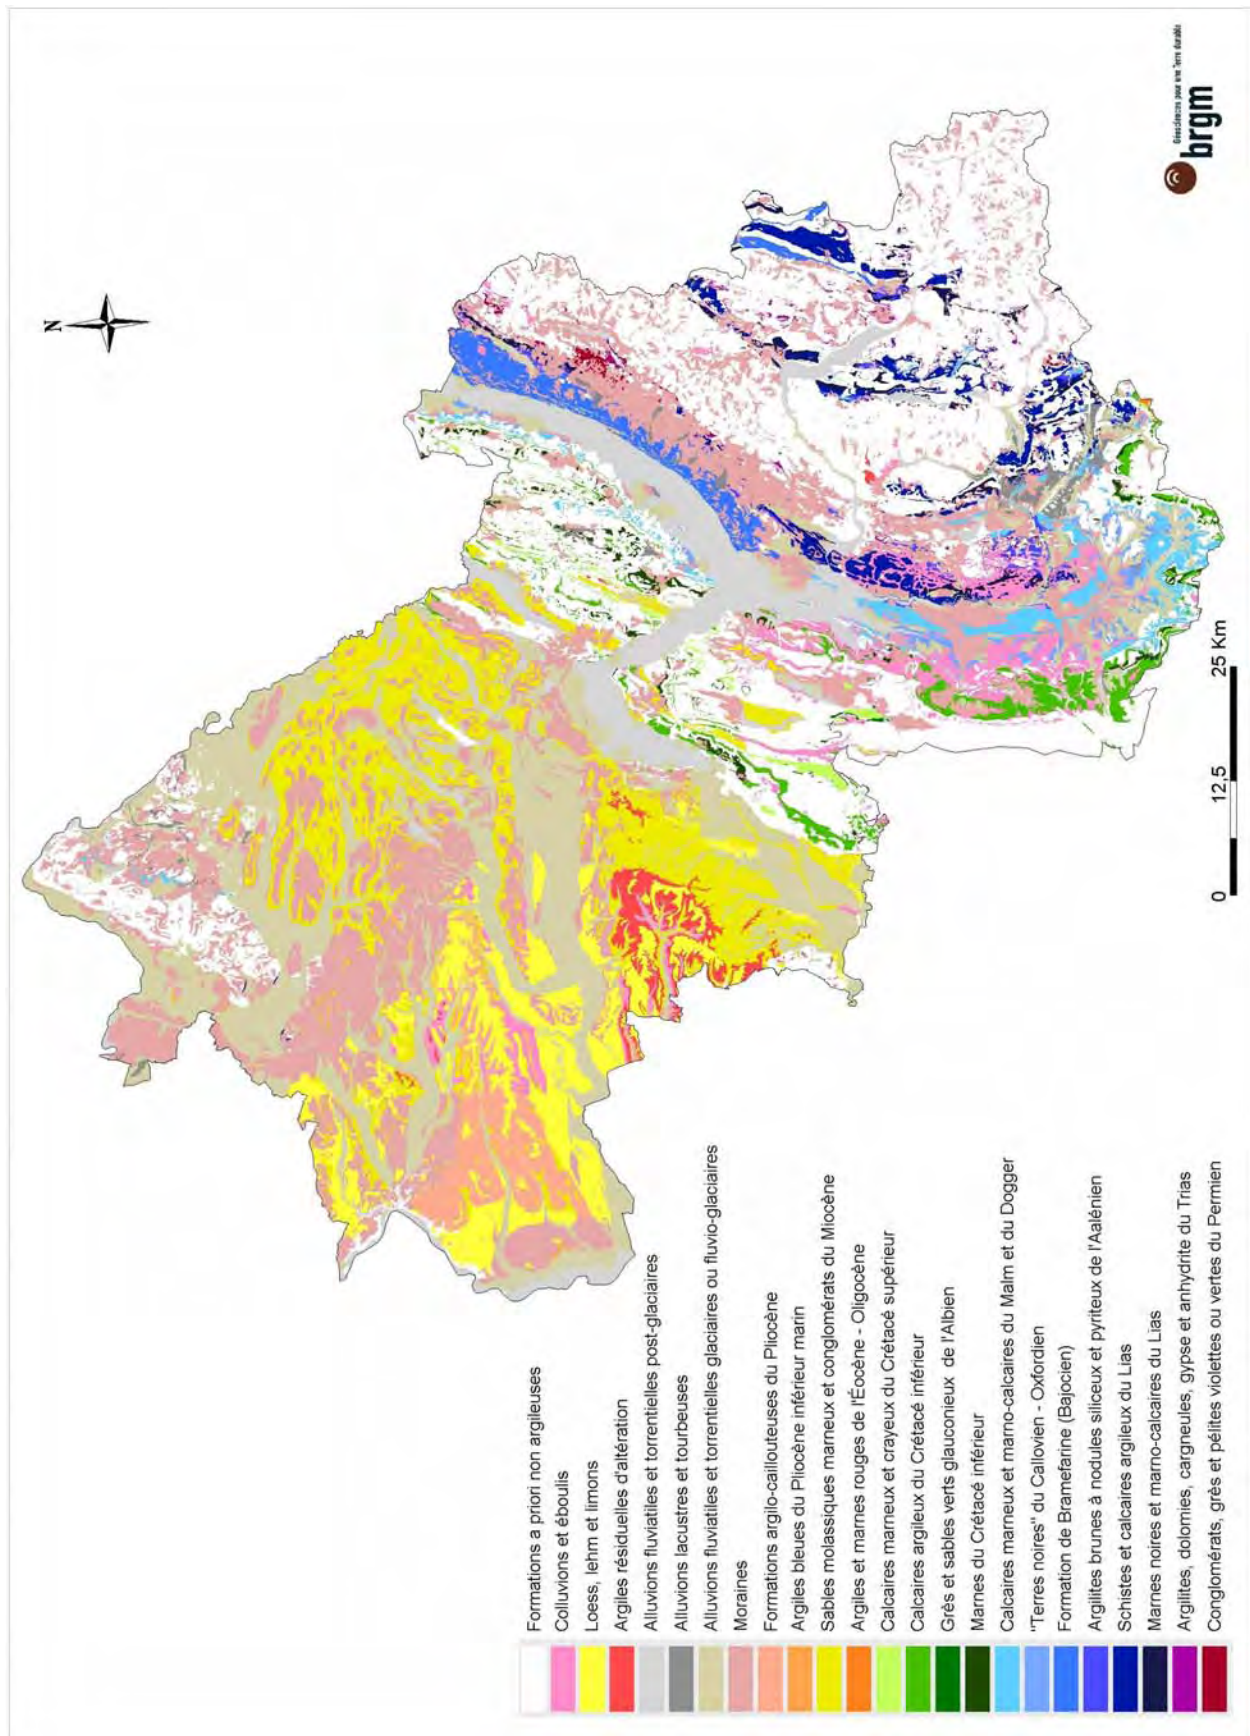 N
Géosciences pour une Terre durable
brgm
0 12,5 25 Km
Formations a priori non argileuses
Colluvions et éboulis
Loess, lehm et limons
Argiles résiduelles d'altération
Alluvions fluviatiles et torrentielles post-glaciaires
Alluvions lacustres et tourbeuses
Alluvions fluviatiles et torrentielles glaciaires ou fluvio-glaciaires
Moraines
Formations argilo-caillouteuses du Pliocène
Argiles bleues du Pliocène inférieur marin
Sables molassiques marneux et conglomérats du Miocène
Argiles et marnes rouges de l'Éocène - Oligocène
Calcaires marneux et crayeux du Crétacé supérieur
Calcaires argileux du Crétacé inférieur
Grès et sables verts glauconieux de l'Albien
Marnes du Crétacé inférieur
Calcaires marneux et marno-calcaires du Malm et du Dogger
"Terres noires" du Callovien - Oxfordien
Formation de Bramefarine (Bajocien)
Argilites brunes à nodules siliceux et pyriteux de l'Aalénien
Schistes et calcaires argileux du Lias
Marnes noires et marno-calcaires du Lias
Argilites, dolomies, cargneules, gypse et anhydrite du Trias
Conglomérats, grès et pélites violettes ou vertes du Permien